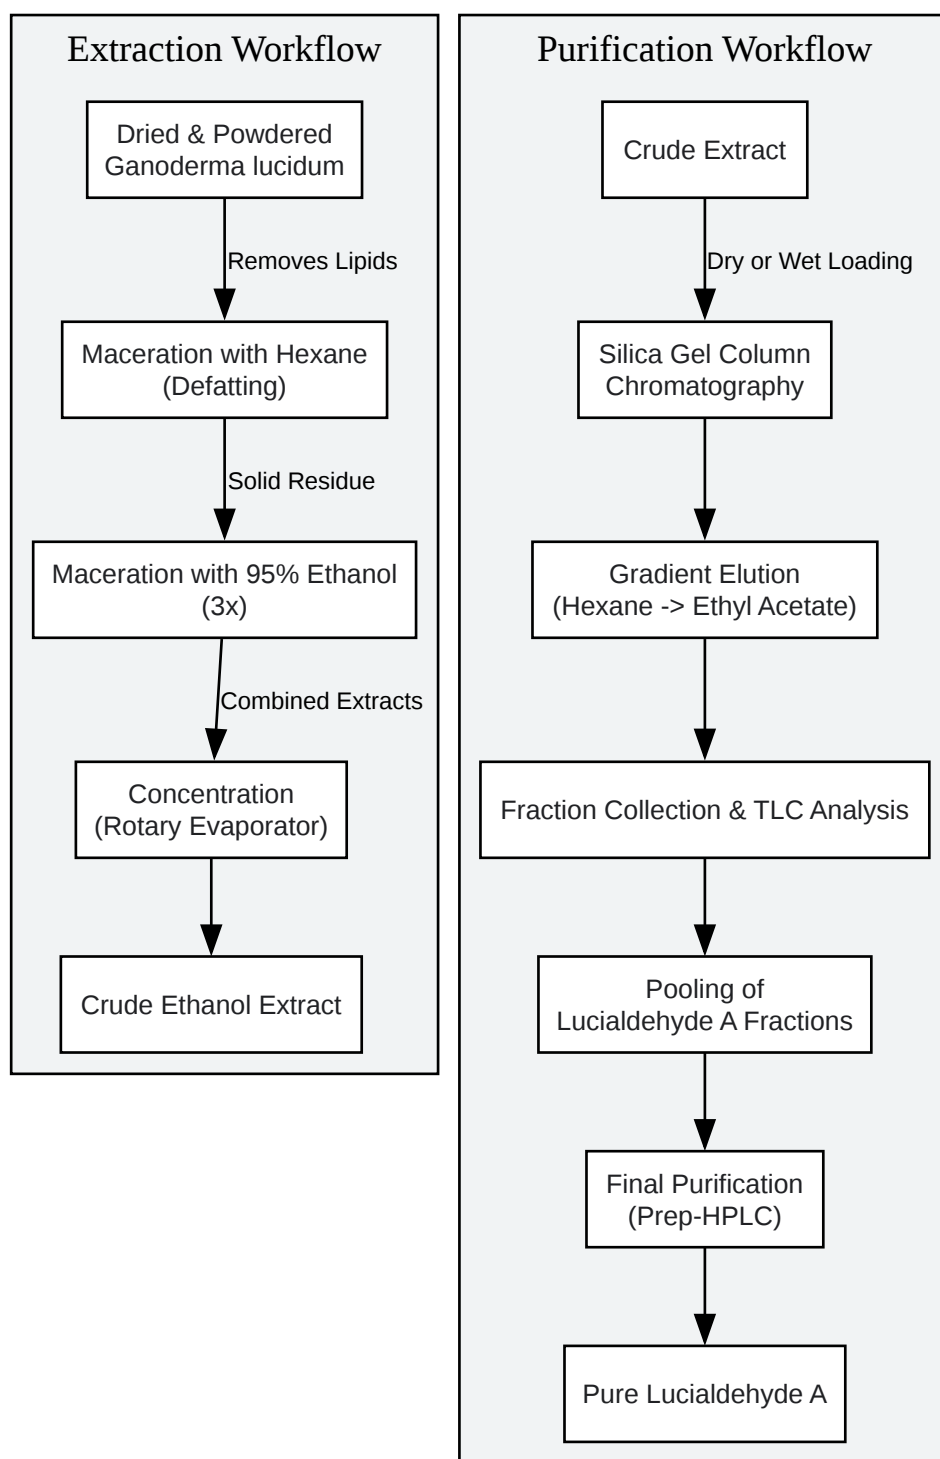 Extraction Workflow
Dried & Powdered
Ganoderma lucidum
Removes Lipids
Maceration with Hexane
(Defatting)
Solid Residue
Maceration with 95% Ethanol
(3x)
Combined Extracts
Concentration
(Rotary Evaporator)
Crude Ethanol Extract
Purification Workflow
Crude Extract
Dry or Wet Loading
Silica Gel Column
Chromatography
Gradient Elution
(Hexane -> Ethyl Acetate)
Fraction Collection & TLC Analysis
Pooling of
Lucialdehyde A Fractions
Final Purification
(Prep-HPLC)
Pure Lucialdehyde A